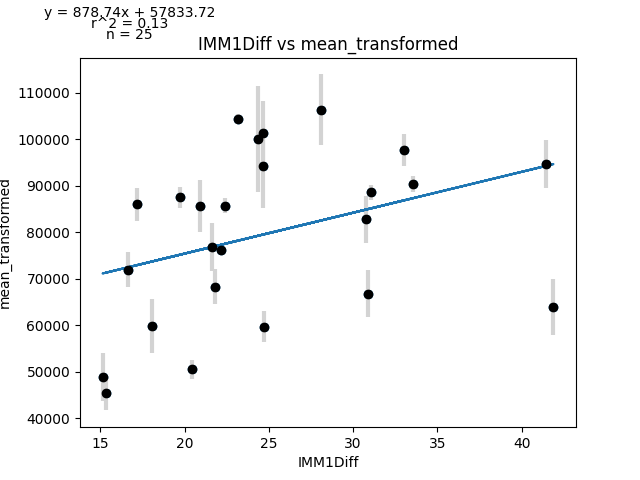 y = 878.74x + 57833.72
r^2 = 0.13
n = 25
IMM1Diff vs mean_transformed
110000
100000
90000
80000
70000
60000
50000
40000
mean_transformed
15 20 25 30 35 40
IMM1Diff